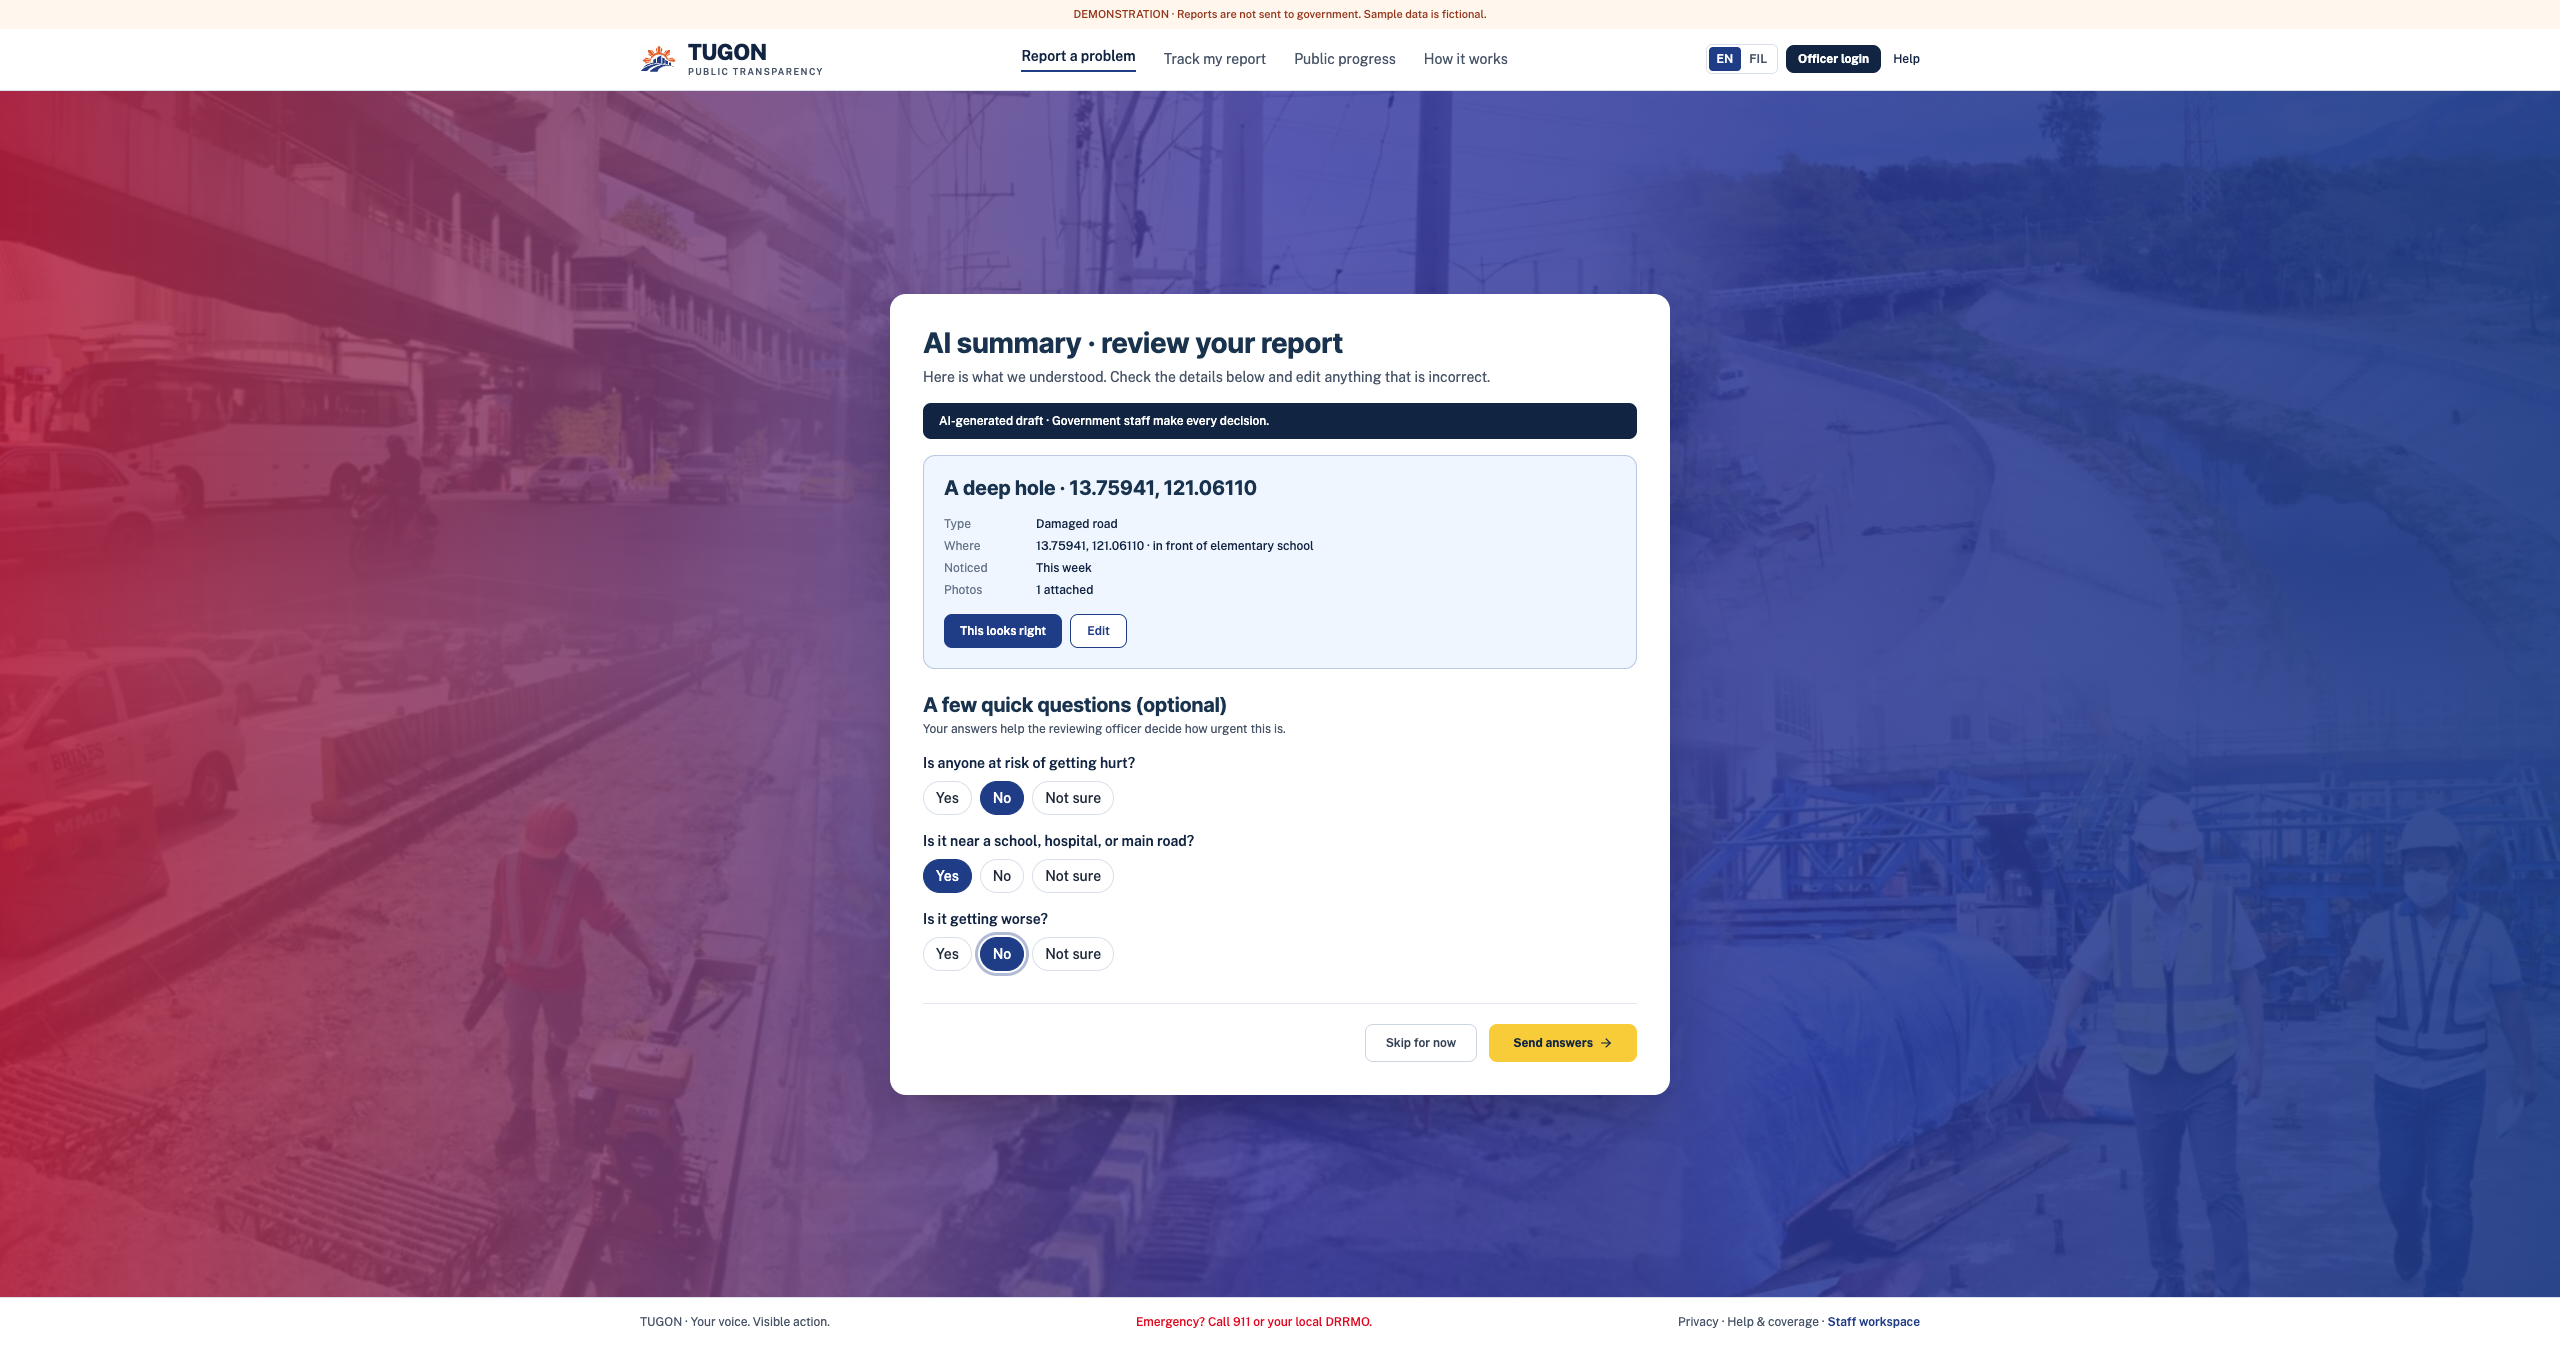 DEMONSTRATION · Reports are not sent to government. Sample data is fictional.
TUGON
PUBLIC TRANSPARENCY
Report a problem
Track my report
Public progress
How it works
EN
FIL
Officer login
Help
AI summary · review your report
Here is what we understood. Check the details below and edit anything that is incorrect.
AI-generated draft · Government staff make every decision.
A deep hole · 13.75941, 121.06110
Type Damaged road
Where 13.75941, 121.06110 · in front of elementary school
Noticed This week
Photos 1 attached
This looks right
Edit
A few quick questions (optional)
Your answers help the reviewing officer decide how urgent this is.
Is anyone at risk of getting hurt?
Yes No Not sure
Is it near a school, hospital, or main road?
Yes No Not sure
Is it getting worse?
Yes No Not sure
Skip for now
Send answers →
BRINES
MMDA
TUGON · Your voice. Visible action.
Emergency? Call 911 or your local DRRMO.
Privacy · Help & coverage · Staff workspace